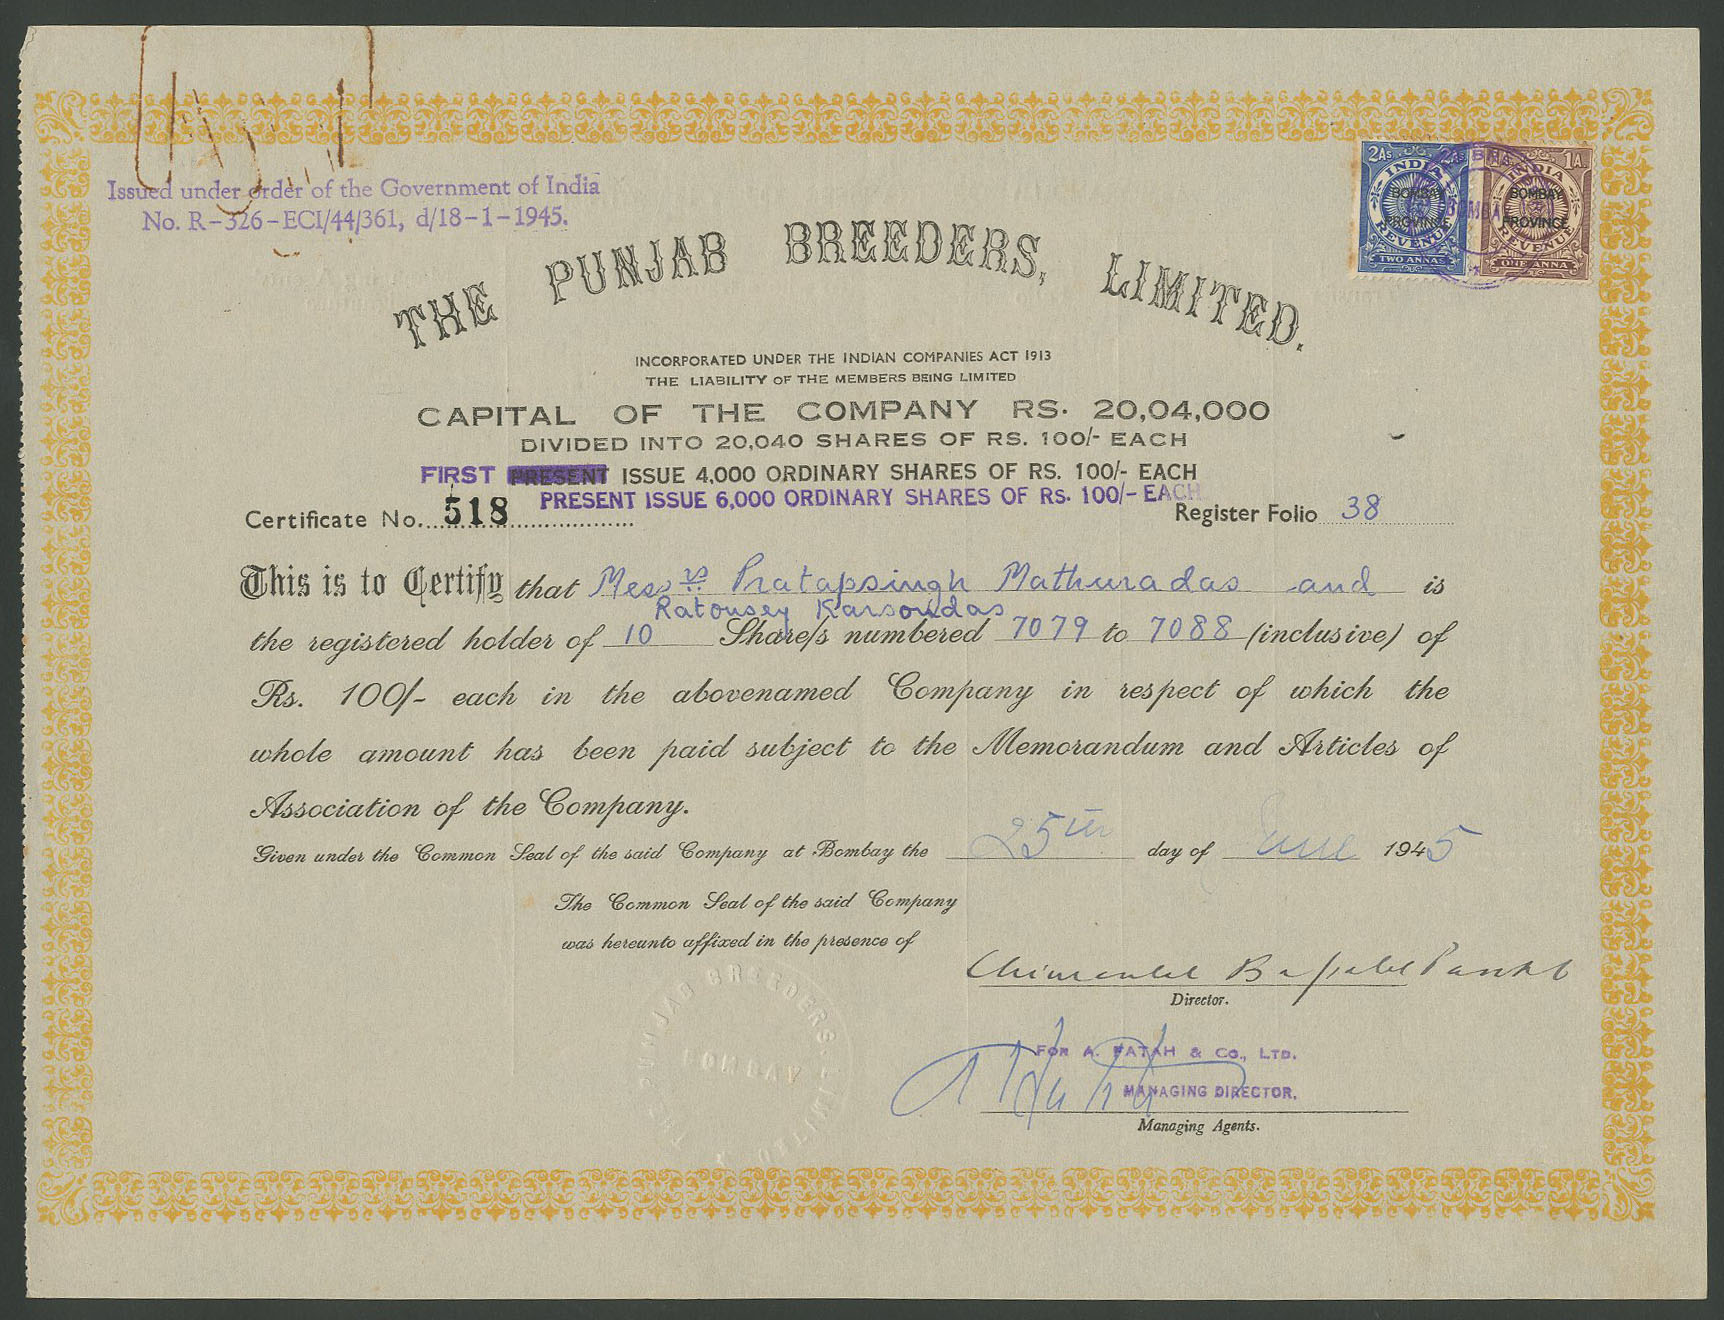 Issued under order of the Government of India
No. R-326-ECI/44/361, d/18-1-1945.
2As 2As
INDIA
BOMBAY
PROVINCE
REVENUE
TWO ANNAS
1A.
INDIA
BOMBAY
PROVINCE
REVENUE
ONE ANNA
BOMBAY
THE PUNJAB BREEDERS, LIMITED.
INCORPORATED UNDER THE INDIAN COMPANIES ACT 1913
THE LIABILITY OF THE MEMBERS BEING LIMITED
CAPITAL OF THE COMPANY RS. 20,04,000
DIVIDED INTO 20,040 SHARES OF RS. 100/- EACH
FIRST PRESENT ISSUE 4,000 ORDINARY SHARES OF RS. 100/- EACH
PRESENT ISSUE 6,000 ORDINARY SHARES OF Rs. 100/- EACH
Certificate No. 518 Register Folio 38
This is to Certify that Messrs. Pratapsingh Mathuradas and is
Ratonsey Karsondas
the registered holder of 10 Share/s numbered 7079 to 7088 (inclusive) of
Rs. 100/- each in the abovenamed Company in respect of which the
whole amount has been paid subject to the Memorandum and Articles of
Association of the Company.
Given under the Common Seal of the said Company at Bombay the 25th day of June 1945
The Common Seal of the said Company
was hereunto affixed in the presence of
Director.
THE PUNJAB BREEDERS, LIMITED
BOMBAY
FOR A. FATAH & Co., LTD.
MANAGING DIRECTOR.
Managing Agents.